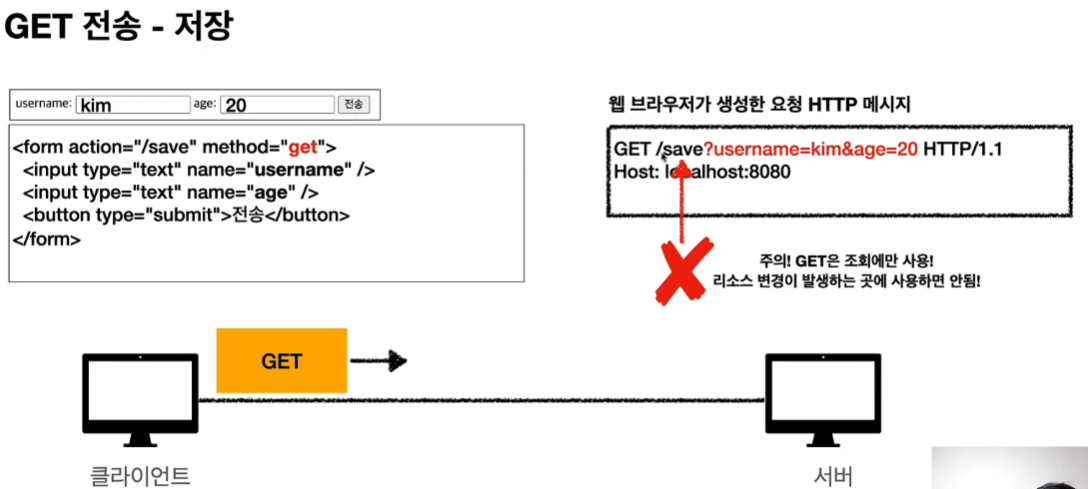 GET 전송 - 저장
username: kim age: 20 전송
<form action="/save" method="get">
<input type="text" name="username" />
<input type="text" name="age" />
<button type="submit">전송</button>
</form>
웹 브라우저가 생성한 요청 HTTP 메시지
GET /save?username=kim&age=20 HTTP/1.1
Host: localhost:8080
주의! GET은 조회에만 사용!
리소스 변경이 발생하는 곳에 사용하면 안됨!
GET
클라이언트
서버